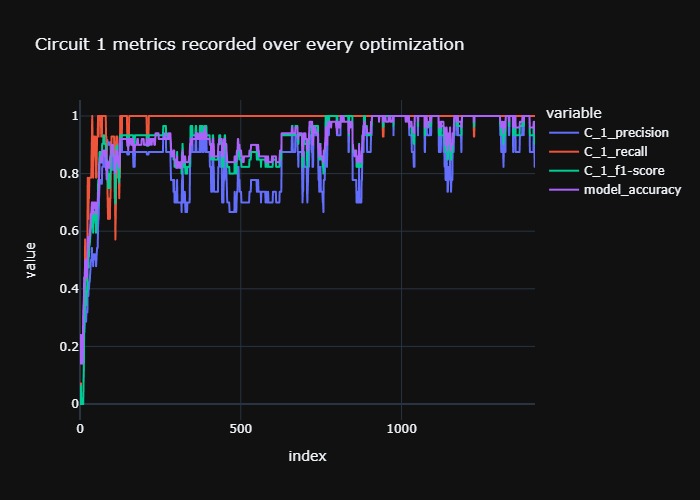 Circuit 1 metrics recorded over every optimization
1
0.8
0.6
0.4
0.2
0
value
0 500 1000
index
variable
C_1_precision
C_1_recall
C_1_f1-score
model_accuracy